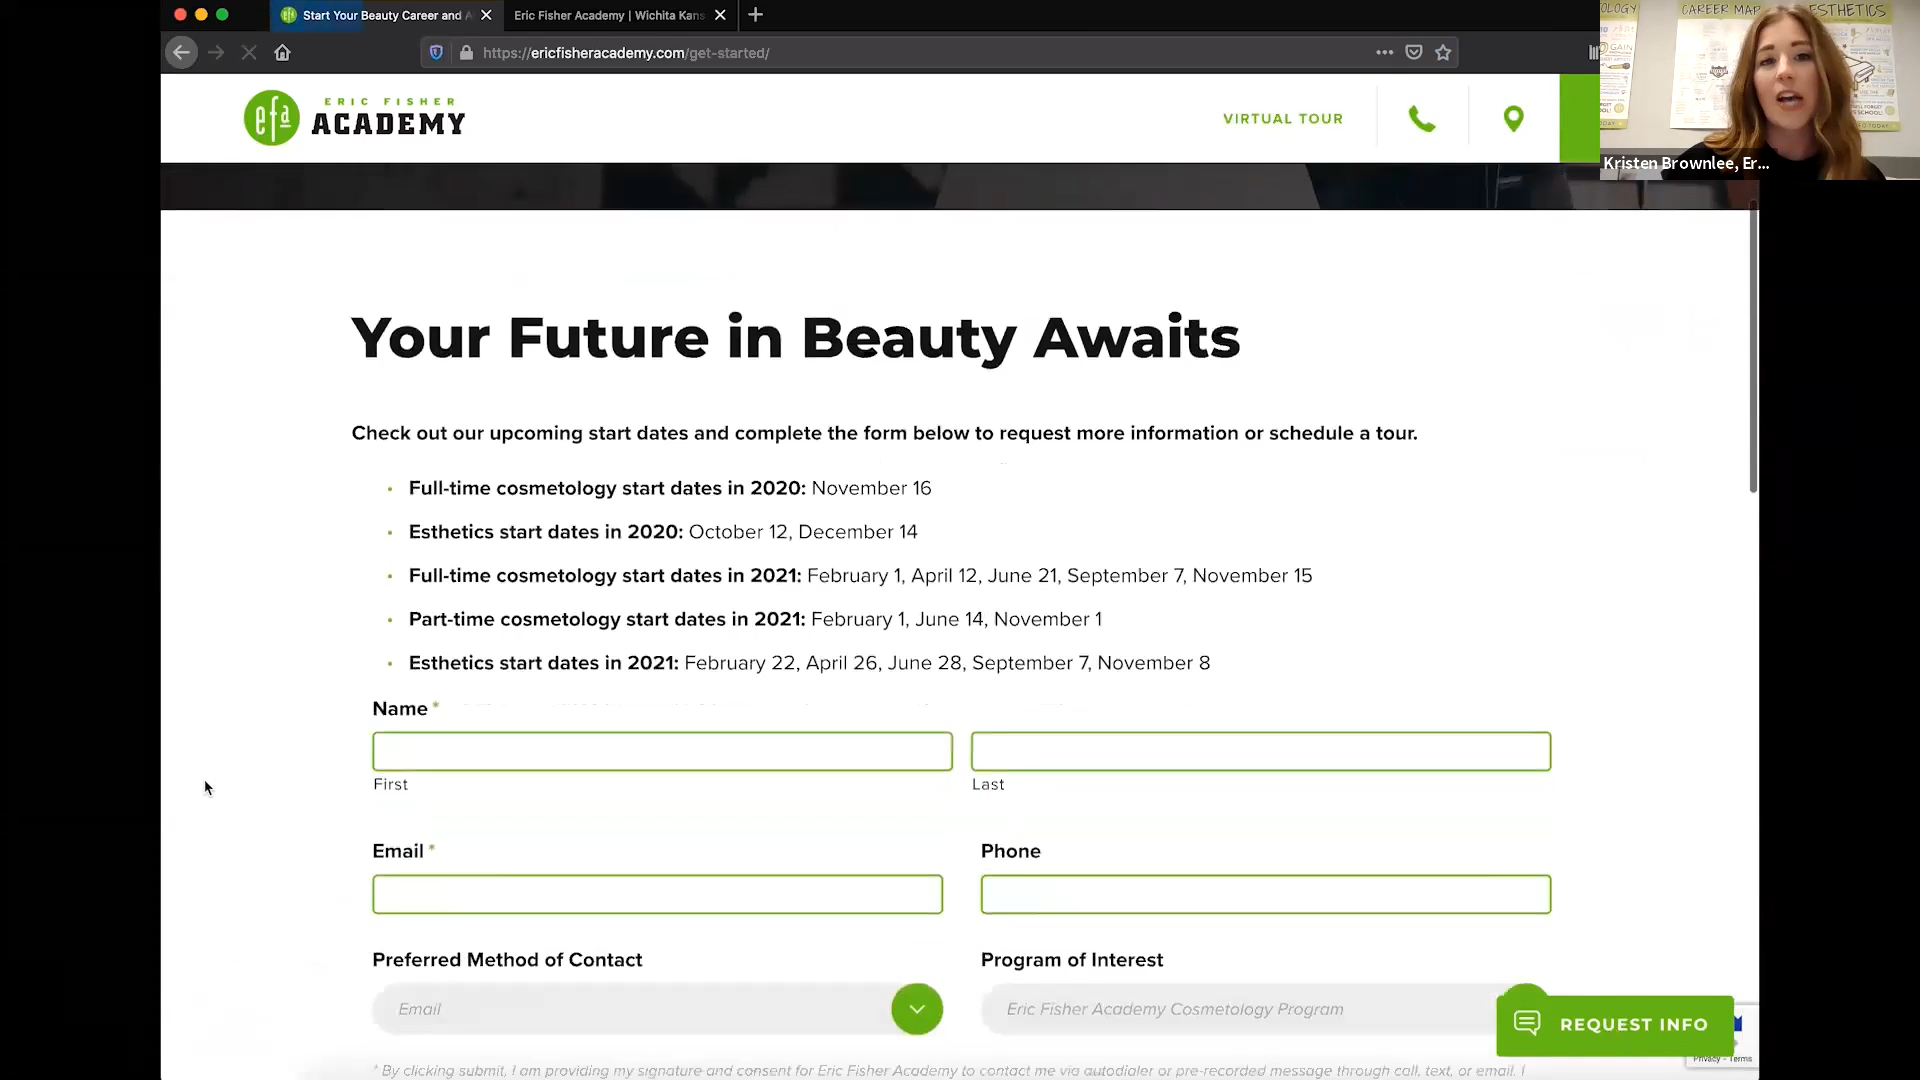 Start Your Beauty Career and A
Eric Fisher Academy | Wichita Kans
https://ericfisheracademy.com/get-started/
efa
ERIC FISHER
ACADEMY
VIRTUAL TOUR
CAREER MAP
ESTHETICS
GAIN
Kristen Brownlee, Er...
Your Future in Beauty Awaits
Check out our upcoming start dates and complete the form below to request more information or schedule a tour.
• Full-time cosmetology start dates in 2020: November 16
• Esthetics start dates in 2020: October 12, December 14
• Full-time cosmetology start dates in 2021: February 1, April 12, June 21, September 7, November 15
• Part-time cosmetology start dates in 2021: February 1, June 14, November 1
• Esthetics start dates in 2021: February 22, April 26, June 28, September 7, November 8
Name *
First
Last
Email *
Phone
Preferred Method of Contact
Program of Interest
Email
Eric Fisher Academy Cosmetology Program
REQUEST INFO
Privacy - Terms
* By clicking submit, I am providing my signature and consent for Eric Fisher Academy to contact me via autodialer or pre-recorded message through call, text, or email. I